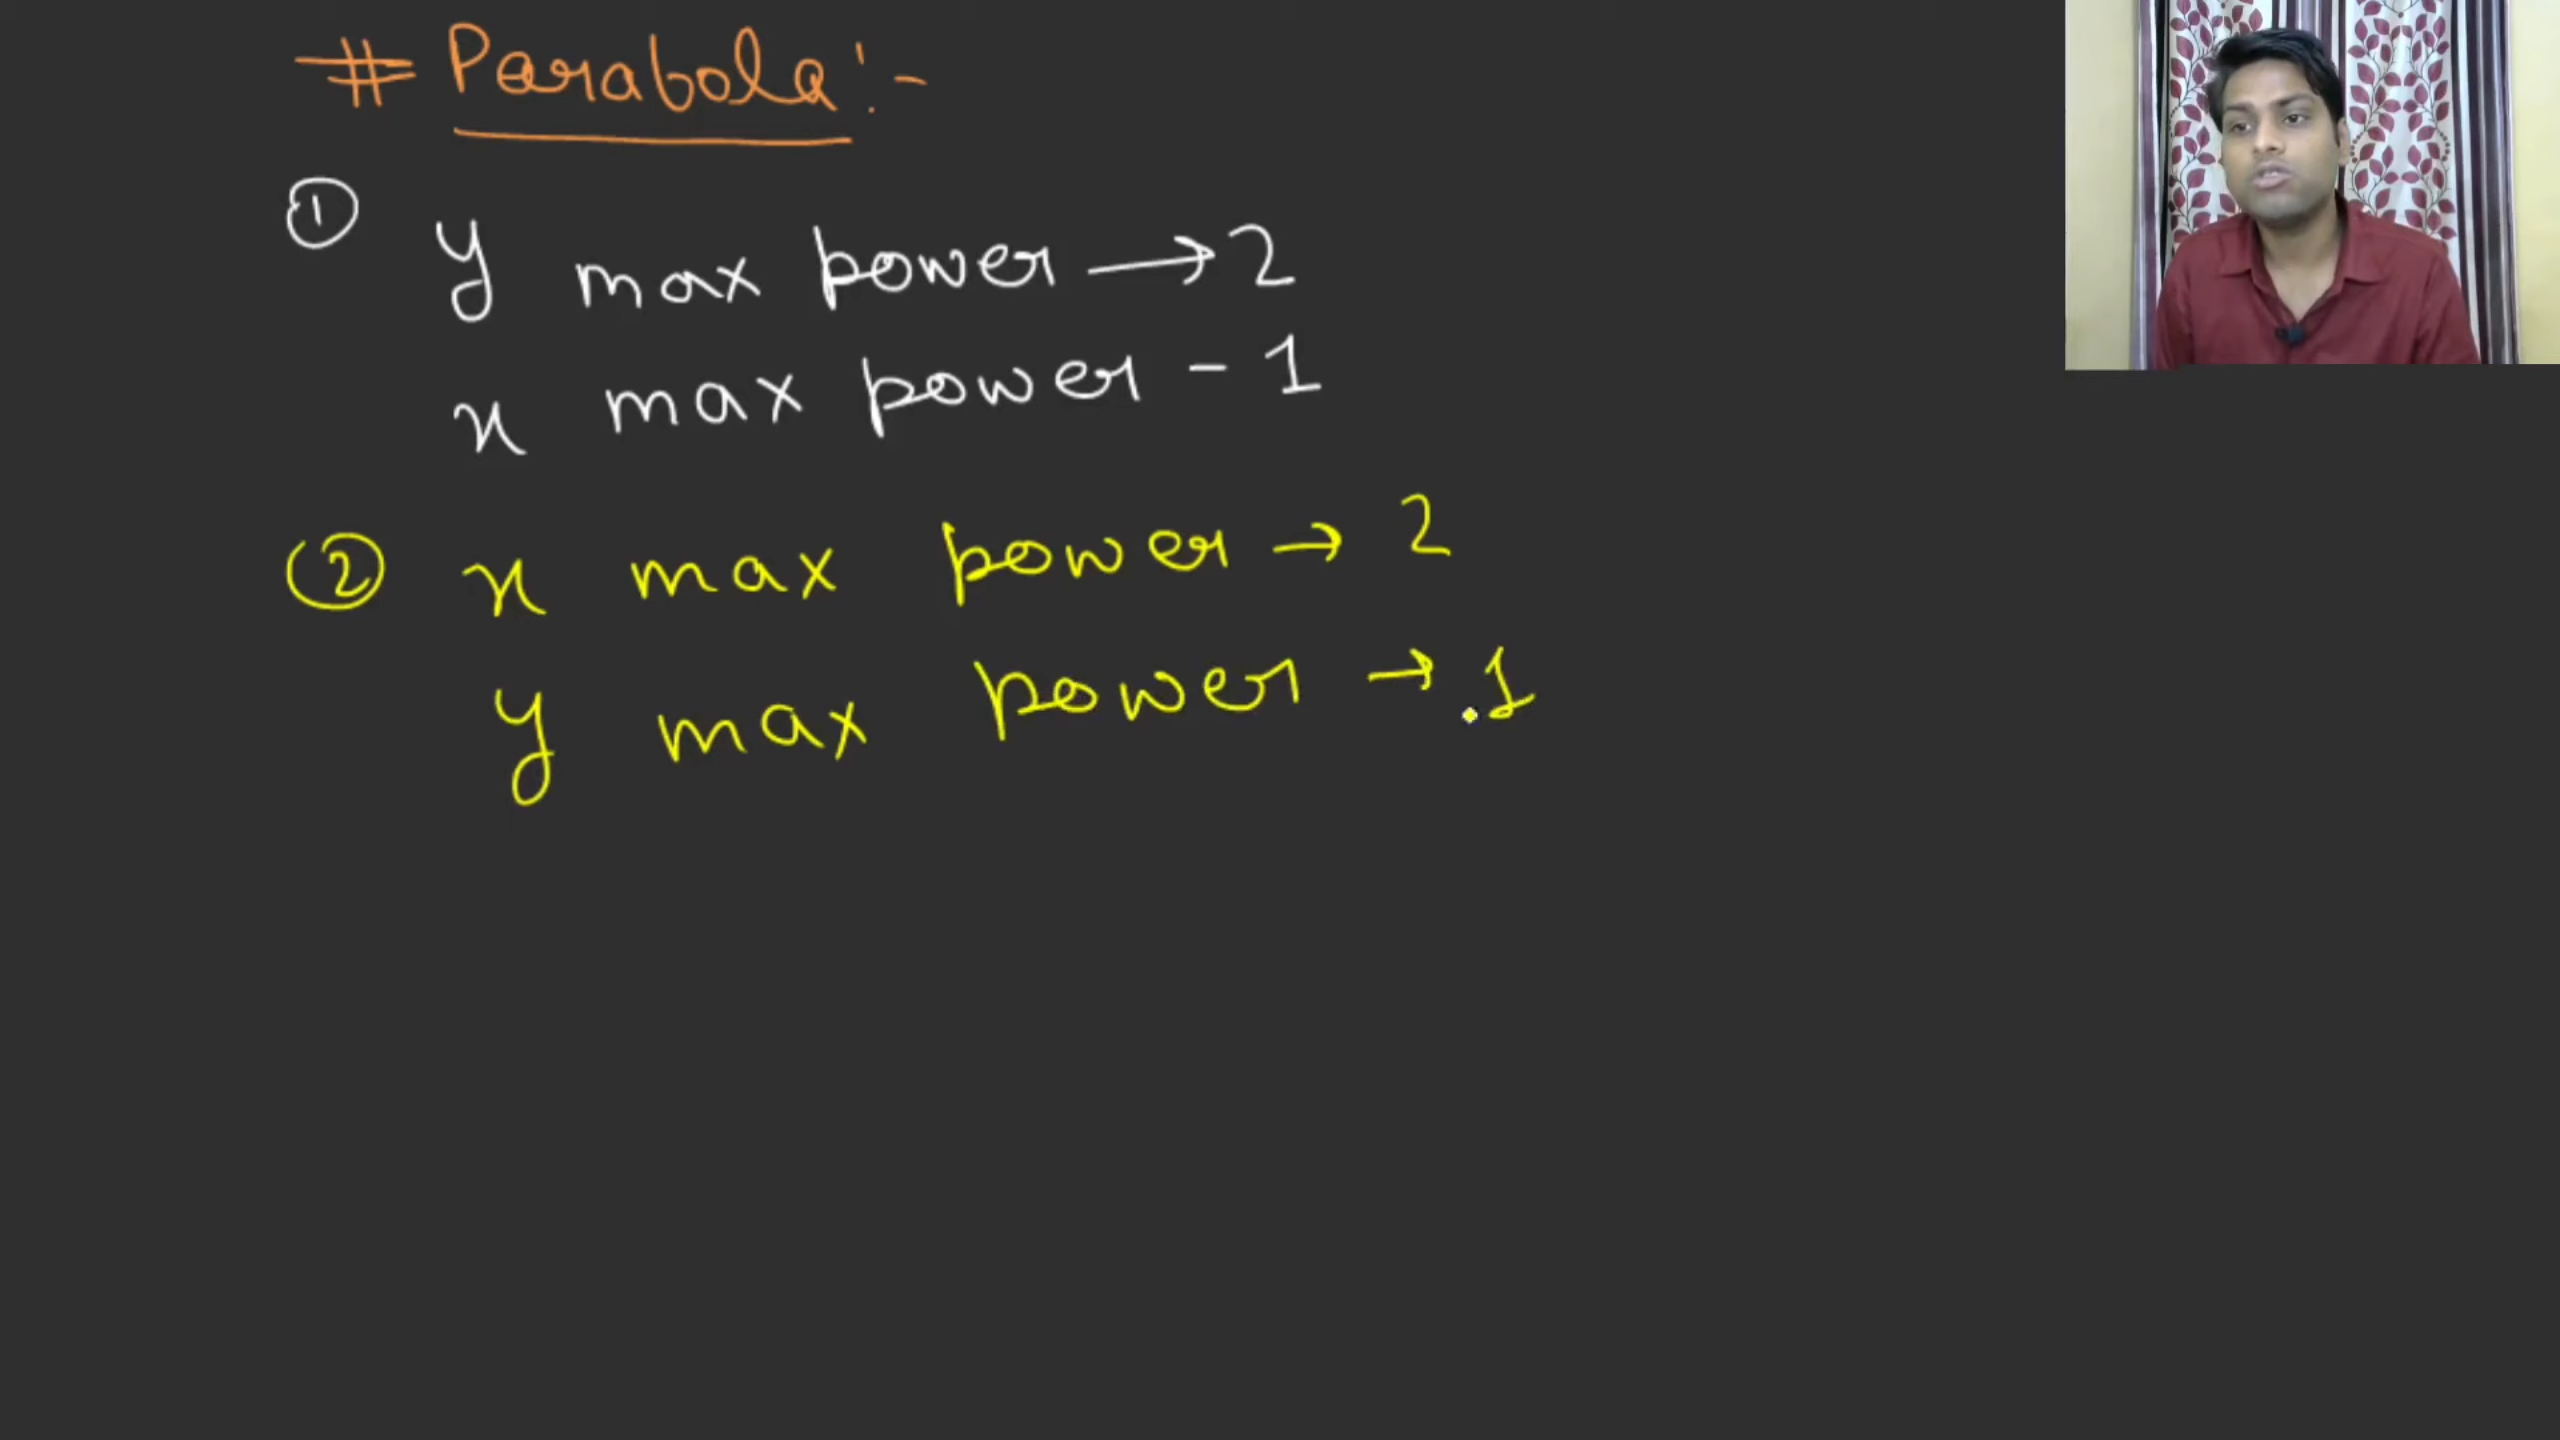 # Parabola :-
① y max power → 2
x max power - 1
② x max power → 2
y max power → 1